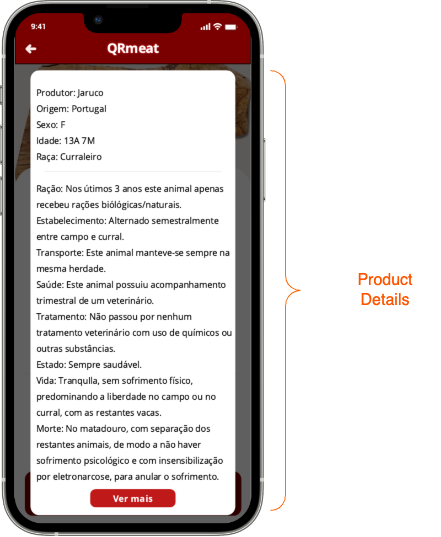 9:41
QRmeat
Produtor: Jaruco
Origem: Portugal
Sexo: F
Idade: 13A 7M
Raça: Curraleiro
Ração: Nos útimos 3 anos este animal apenas
recebeu rações biológicas/naturais.
Estabelecimento: Alternado semestralmente
entre campo e curral.
Transporte: Este animal manteve-se sempre na
mesma herdade.
Saúde: Este animal possuiu acompanhamento
trimestral de um veterinário.
Tratamento: Não passou por nenhum
tratamento veterinário com uso de químicos ou
outras substâncias.
Estado: Sempre saudável.
Vida: Tranqulla, sem sofrimento físico,
predominando a liberdade no campo ou no
curral, com as restantes vacas.
Morte: No matadouro, com separação dos
restantes animais, de modo a não haver
sofrimento psicológico e com insensibilização
por eletronarcose, para anular o sofrimento.
Ver mais
Product
Details